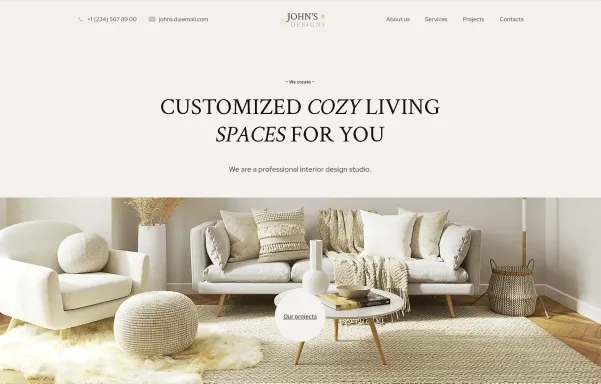 +1 (234) 567 89 00
johns.d@email.com
JOHN'S
DESIGNS
About us
Services
Projects
Contacts
~ We create ~
CUSTOMIZED COZY LIVING
SPACES FOR YOU
We are a professional interior design studio.
Our projects